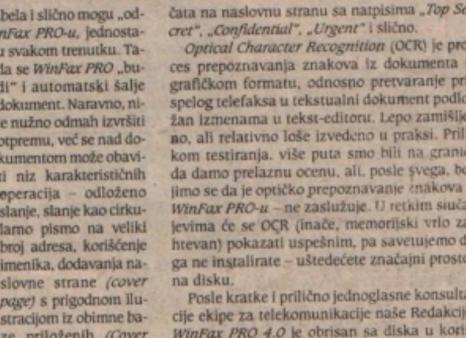 bela i slično mogu „od-
nFax PRO-u, jednosta-
u svakom trenutku. Ta-
da se WinFax PRO „bu-
di" i automatski šalje
dokument. Naravno, ni-
e nužno odmah izvršiti
otpremu, već se nad do-
kumentom može obavi-
ti niz karakterističnih
operacija – odloženo
slanje, slanje kao cirku-
larno pismo na veliki
broj adresa, korišćenje
imenika, dodavanja na-
slovne strane (cover
page) s prigodnom ilu-
stracijom iz obimne ba-
ze priloženih (Cover
čata na naslovnu stranu sa natpisima „Top Se-
cret", „Confidential", „Urgent" i slično.
Optical Character Recognition (OCR) je pro-
ces prepoznavanja znakova iz dokumenta
grafičkom formatu, odnosno pretvaranje pri-
spelog telefaksa u tekstualni dokument podlo-
žan izmenama u tekst-editoru. Lepo zamišlje-
no, ali relativno loše izvedeno u praksi. Pril-
kom testiranja, više puta smo bili na granic
da damo prelaznu ocenu, ali, posle svega, bo-
jimo se da je optičko prepoznavanje znakova
WinFax PRO-u – ne zaslužuje. U retkim sluča-
jevima će se OCR (inače, memorijski vrlo za-
htevan) pokazati uspešnim, pa savetujemo d
ga ne instalirate – uštedećete značajni prosto
na disku.
Posle kratke i prilično jednoglasne konsulta-
cije ekipe za telekomunikacije naše Redakcij
WinFax PRO 4.0 je obrisan sa diska u koris